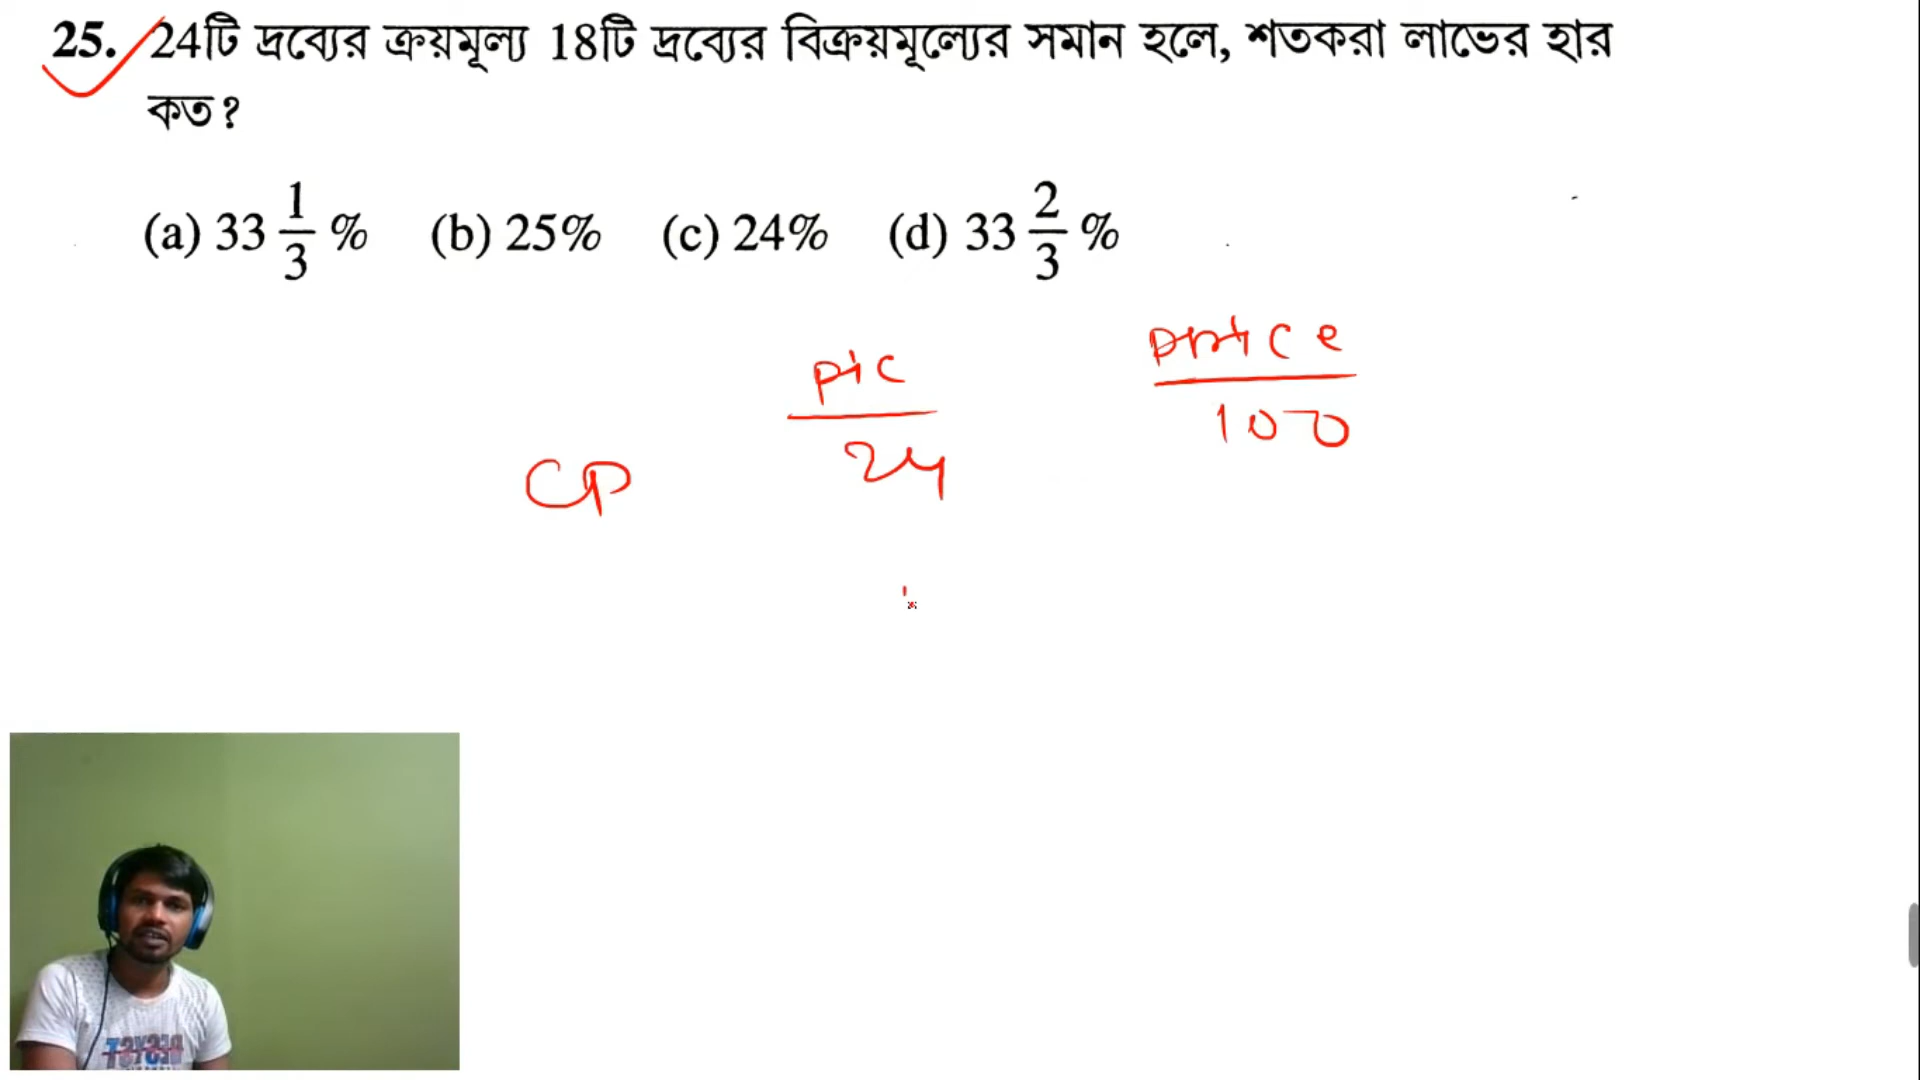 25. 24টি দ্রব্যের ক্রয়মূল্য 18টি দ্রব্যের বিক্রয়মূল্যের সমান হলে, শতকরা লাভের হার
কত?
(a) 33 1/3 % (b) 25% (c) 24% (d) 33 2/3 %
pic price
CP 24 100